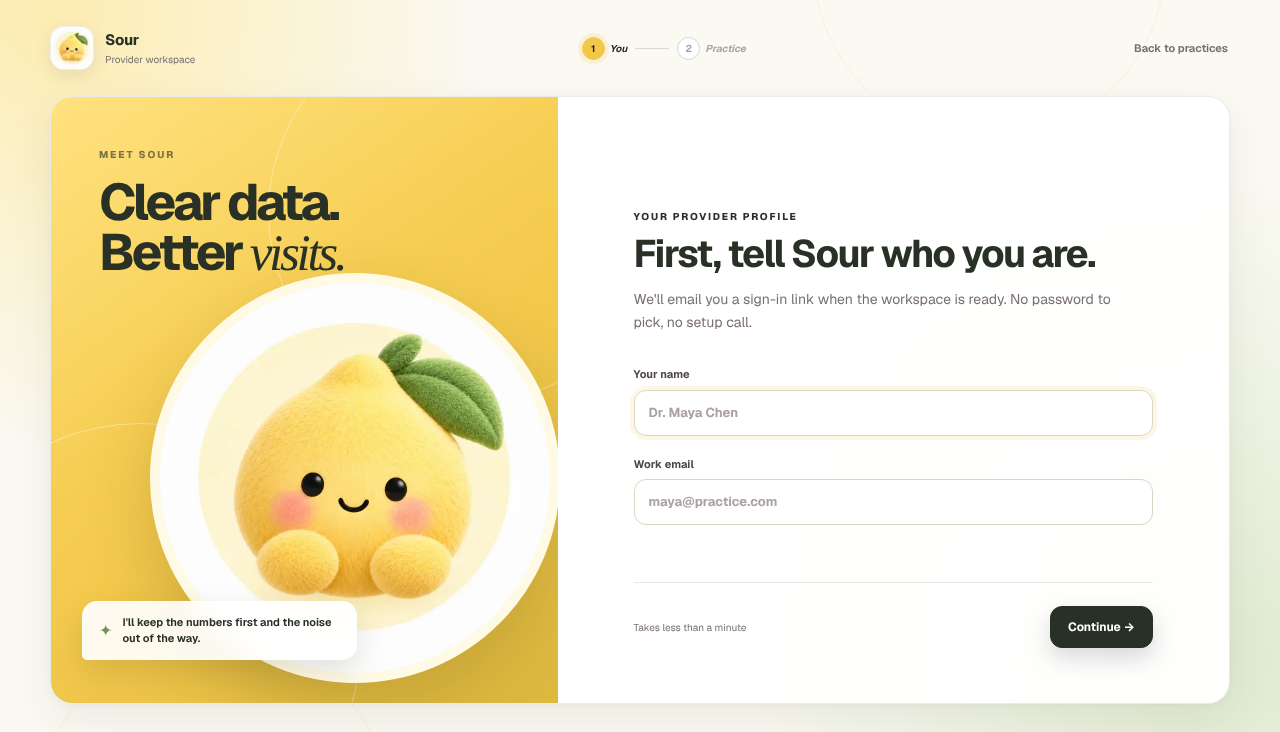 Sour
Provider workspace
1 You
2 Practice
Back to practices
MEET SOUR
Clear data.
Better visits.
I'll keep the numbers first and the noise
out of the way.
YOUR PROVIDER PROFILE
First, tell Sour who you are.
We'll email you a sign-in link when the workspace is ready. No password to
pick, no setup call.
Your name
Dr. Maya Chen
Work email
maya@practice.com
Takes less than a minute
Continue →